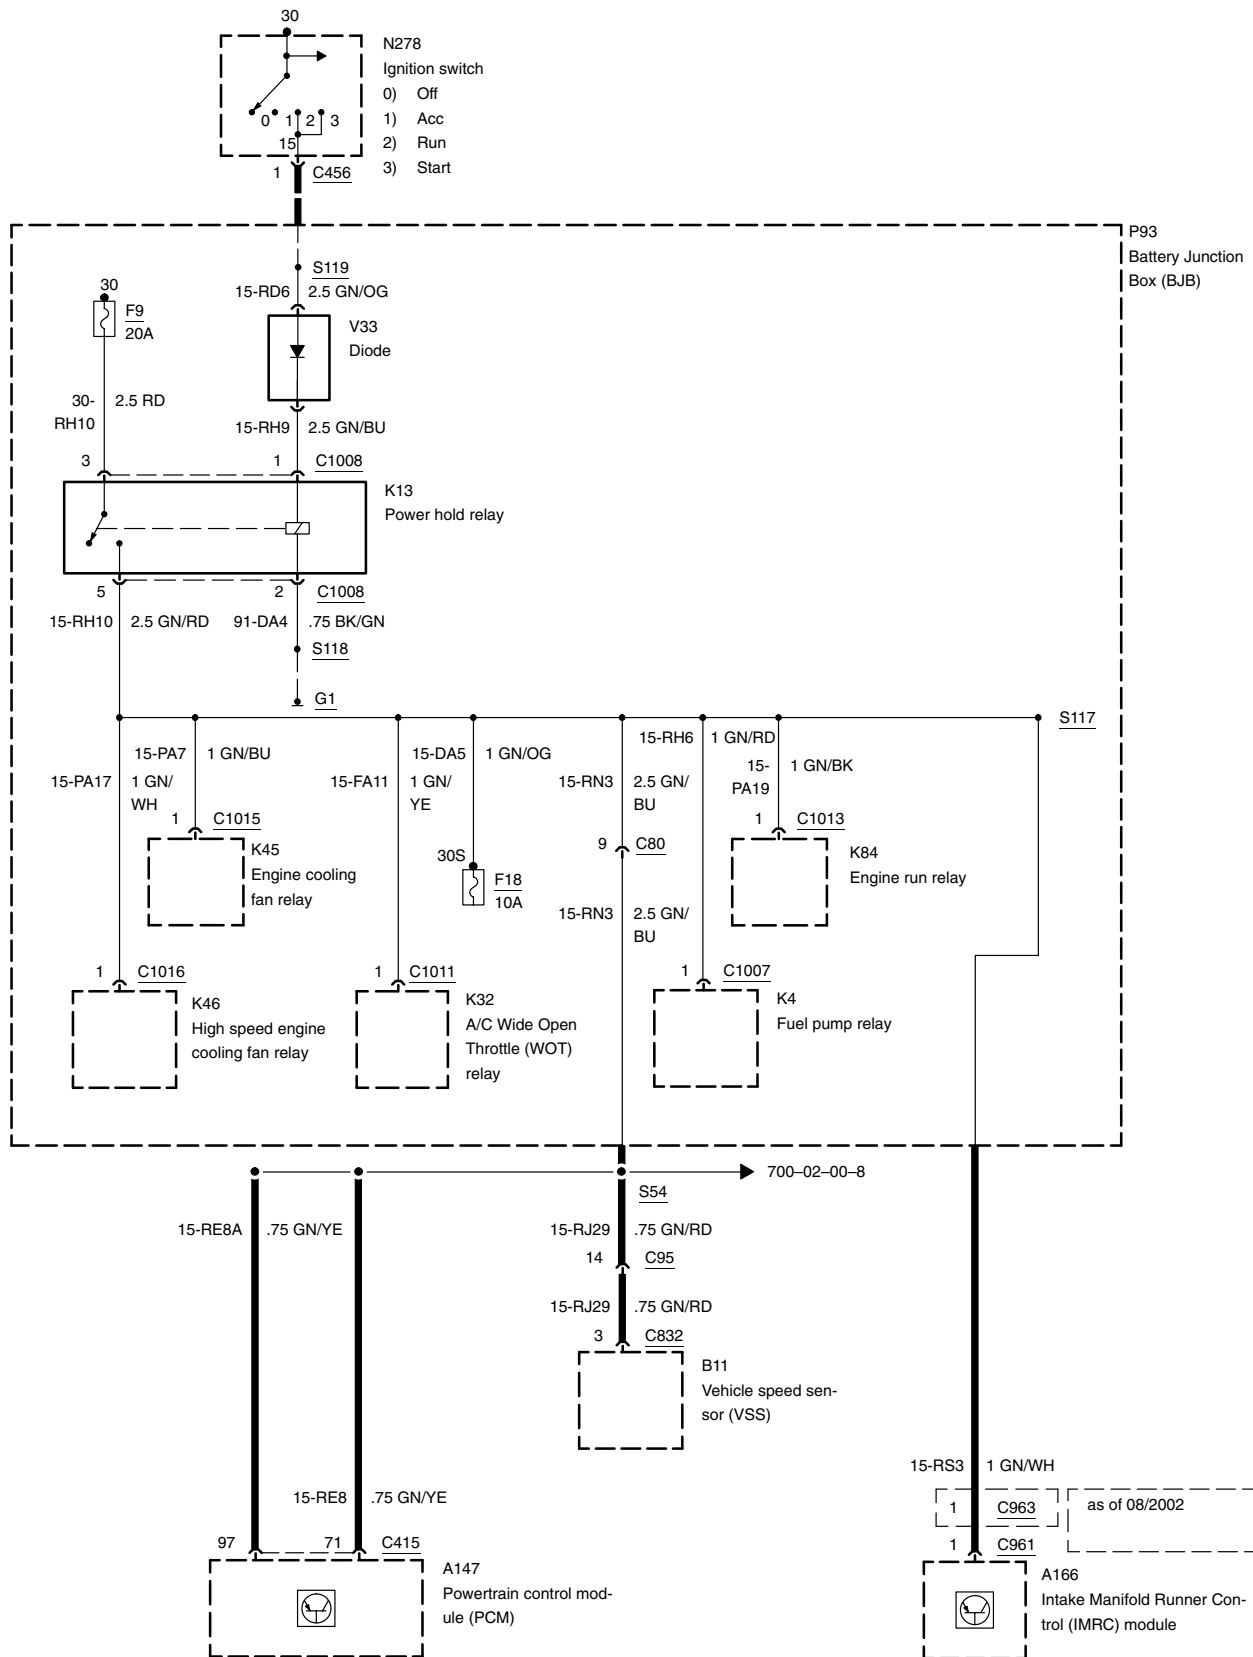 30
N278
Ignition switch
0) Off
1) Acc
2) Run
3) Start
0 1 2 3
15
1 C456
P93
Battery Junction
Box (BJB)
S119
15-RD6 2.5 GN/OG
30
F9
20A
V33
Diode
30-
RH10
2.5 RD
15-RH9 2.5 GN/BU
3 1 C1008
K13
Power hold relay
5 2 C1008
15-RH10 2.5 GN/RD 91-DA4 .75 BK/GN
S118
G1
S117
15-PA7 1 GN/BU
15-PA17 1 GN/
WH
15-DA5 1 GN/OG
15-FA11 1 GN/
YE
15-RH6 1 GN/RD
15-RN3 2.5 GN/
BU
15-
PA19
1 GN/BK
1 C1015
K45
Engine cooling
fan relay
30S
F18
10A
9 C80
15-RN3 2.5 GN/
BU
1 C1013
K84
Engine run relay
1 C1016
K46
High speed engine
cooling fan relay
1 C1011
K32
A/C Wide Open
Throttle (WOT)
relay
1 C1007
K4
Fuel pump relay
700–02–00–8
S54
15-RE8A .75 GN/YE
15-RJ29 .75 GN/RD
14 C95
15-RJ29 .75 GN/RD
3 C832
B11
Vehicle speed sen-
sor (VSS)
15-RS3 1 GN/WH
15-RE8 .75 GN/YE
1 C963
as of 08/2002
97 71 C415
1 C961
A147
Powertrain control mod-
ule (PCM)
A166
Intake Manifold Runner Con-
trol (IMRC) module